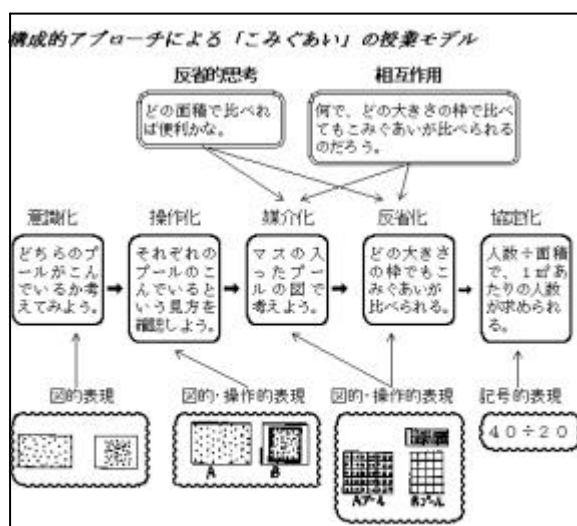 構成的アプローチによる「こみぐあい」の授業モデル
反省的思考
相互作用
どの面積で比べれ
ば便利かな。
何で、どの大きさの枠で比べ
てもこみぐあいが比べられる
のだろう。
意識化
操作化
媒介化
反省化
協定化
どちらのプ
ールがこん
でいるか考
えてみよう。
それぞれの
プールのこ
んでいると
いう見方を
確認しよう。
マスの入
ったプー
ルの図で
考えよう。
どの大きさ
の枠でもこ
みぐあいが
比べられる。
人数÷面積
で、1㎡あ
たりの人数
が求められ
る。
図的表現
図的・操作的表現
図的・操作的表現
記号的表現
A
B
Aプール
Bプール
40÷20